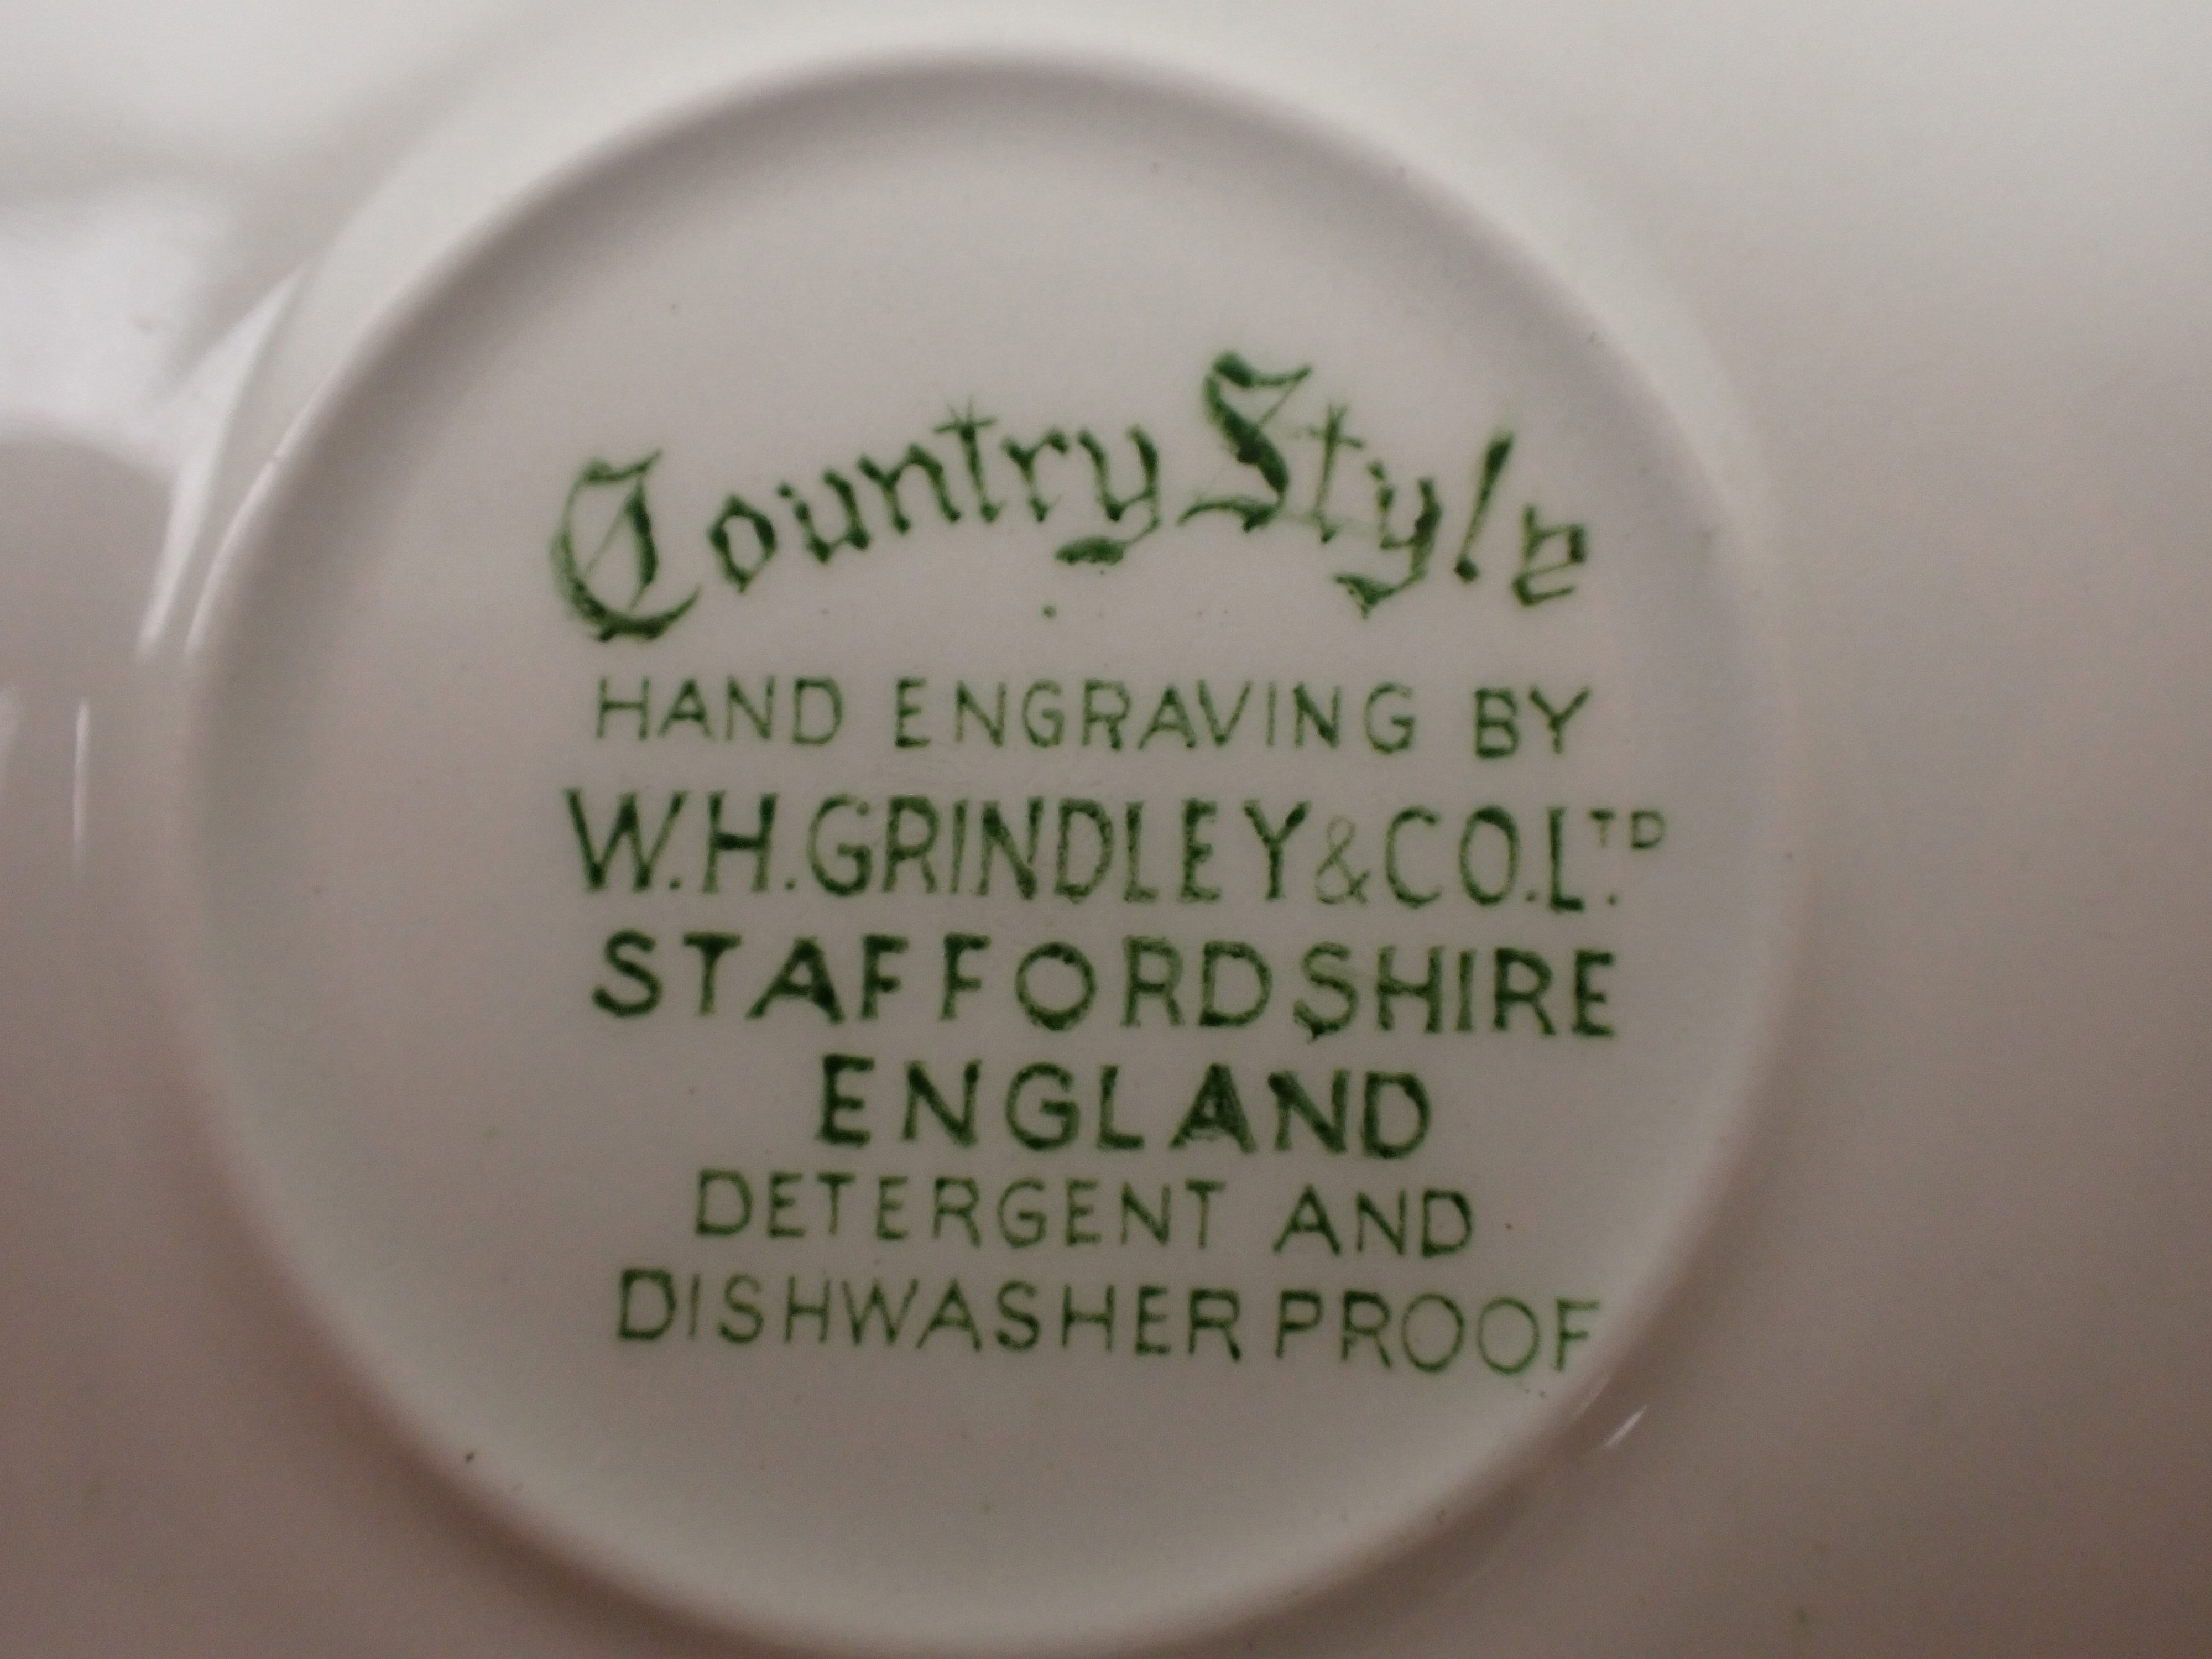 Country Style
HAND ENGRAVING BY
W.H.GRINDLEY&CO.LTD.
STAFFORDSHIRE
ENGLAND
DETERGENT AND
DISHWASHER PROOF